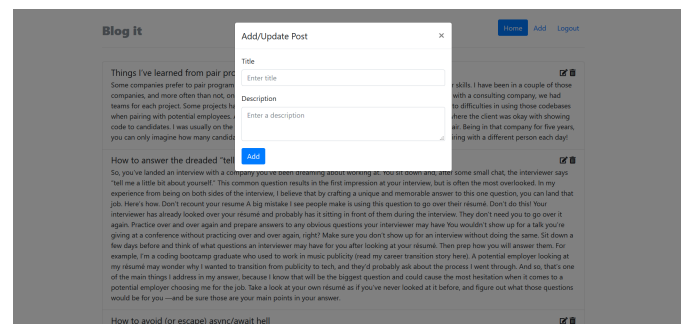 Blog it
Home Add Logout
Add/Update Post ×
Title
Enter title
Description
Enter a description
Add
Things I've learned from pair pro
Some companies prefer to pair program skills. I have been in a couple of those
companies, and more often than not, on with a consulting company, we had
teams for each project. Some projects ha to difficulties in using those codebases
when pairing with potential employees. where the client was okay with showing
code to candidates. I was usually on the air. Being in that company for five years,
you can only imagine how many candida ring with a different person each day!
How to answer the dreaded "tell
So, you've landed an interview with a company you've been dreaming about working at. You sit down and, after some small chat, the interviewer says
"tell me a little bit about yourself." This common question results in the first impression at your interview, but is often the most overlooked. In my
experience from being on both sides of the interview, I believe that by crafting a unique and memorable answer to this one question, you can land that
job. Here's how. Don't recount your resume A big mistake I see people make is using this question to go over their résumé. Don't do this! Your
interviewer has already looked over your résumé and probably has it sitting in front of them during the interview. They don't need you to go over it
again. Practice over and over again and prepare answers to any obvious questions your interviewer may have You wouldn't show up for a talk you're
giving at a conference without practicing over and over again, right? Make sure you don't show up for an interview without doing the same. Sit down a
few days before and think of what questions an interviewer may have for you after looking at your résumé. Then prep how you will answer them. For
example, I'm a coding bootcamp graduate who used to work in music publicity (read my career transition story here). A potential employer looking at
my résumé may wonder why I wanted to transition from publicity to tech, and they'd probably ask about the process I went through. And so, that's one
of the main things I address in my answer, because I know that will be the biggest question and could cause the most hesitation when it comes to a
potential employer choosing me for the job. Take a look at your own résumé as if you've never looked at it before, and figure out what those questions
would be for you —and be sure those are your main points in your answer.
How to avoid (or escape) async/await hell